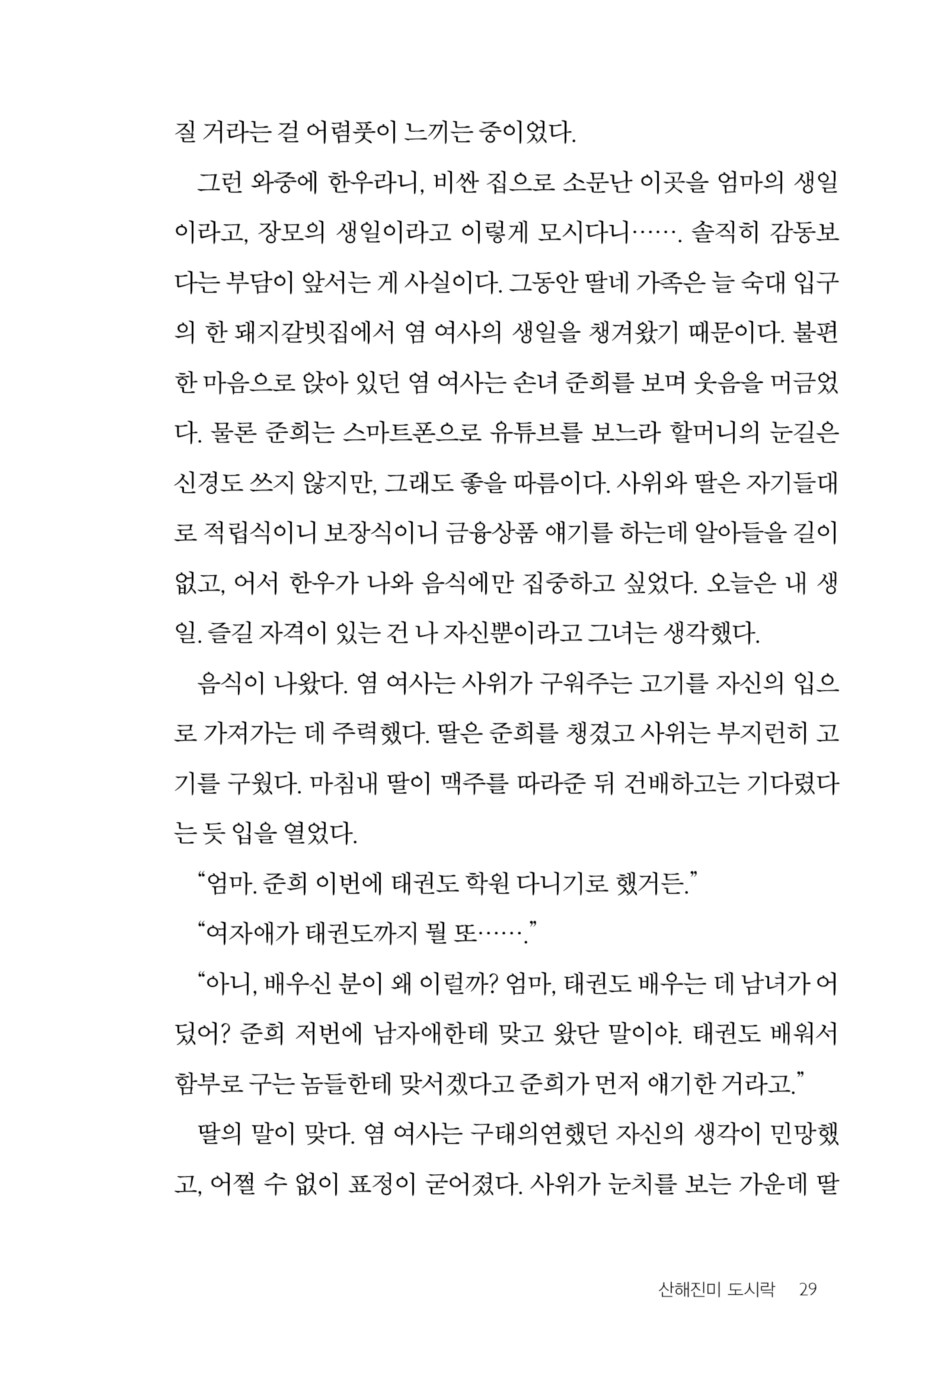 질 거라는 걸 어렴풋이 느끼는 중이었다.
그런 와중에 한우라니, 비싼 집으로 소문난 이곳을 엄마의 생일
이라고, 장모의 생일이라고 이렇게 모시다니……. 솔직히 감동보
다는 부담이 앞서는 게 사실이다. 그동안 딸네 가족은 늘 숙대 입구
의 한 돼지갈빗집에서 염 여사의 생일을 챙겨왔기 때문이다. 불편
한 마음으로 앉아 있던 염 여사는 손녀 준희를 보며 웃음을 머금었
다. 물론 준희는 스마트폰으로 유튜브를 보느라 할머니의 눈길은
신경도 쓰지 않지만, 그래도 좋을 따름이다. 사위와 딸은 자기들대
로 적립식이니 보장식이니 금융상품 얘기를 하는데 알아들을 길이
없고, 어서 한우가 나와 음식에만 집중하고 싶었다. 오늘은 내 생
일. 즐길 자격이 있는 건 나 자신뿐이라고 그녀는 생각했다.
음식이 나왔다. 염 여사는 사위가 구워주는 고기를 자신의 입으
로 가져가는 데 주력했다. 딸은 준희를 챙겼고 사위는 부지런히 고
기를 구웠다. 마침내 딸이 맥주를 따라준 뒤 건배하고는 기다렸다
는 듯 입을 열었다.
“엄마. 준희 이번에 태권도 학원 다니기로 했거든.”
“여자애가 태권도까지 뭘 또…….”
“아니, 배우신 분이 왜 이럴까? 엄마, 태권도 배우는 데 남녀가 어
딨어? 준희 저번에 남자애한테 맞고 왔단 말이야. 태권도 배워서
함부로 구는 놈들한테 맞서겠다고 준희가 먼저 얘기한 거라고.”
딸의 말이 맞다. 염 여사는 구태의연했던 자신의 생각이 민망했
고, 어쩔 수 없이 표정이 굳어졌다. 사위가 눈치를 보는 가운데 딸
산해진미 도시락 29